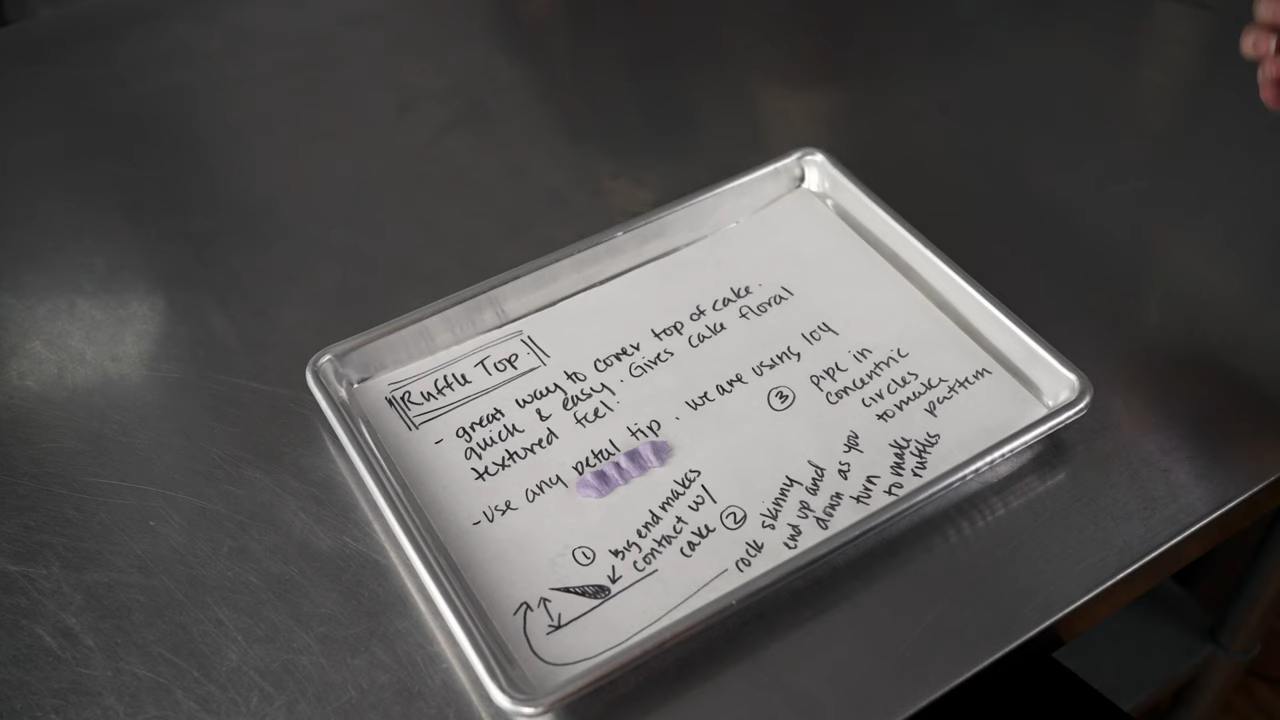 Ruffle Top.
- great way to cover top of cake.
quick & easy. Gives cake floral
textured feel.
- use any petal tip. we are using 104
① big end makes
contact w/
cake
② rock skinny
end up and
down as you
turn
to make
ruffles
③ pipe in
concentric
circles
to make
pattern